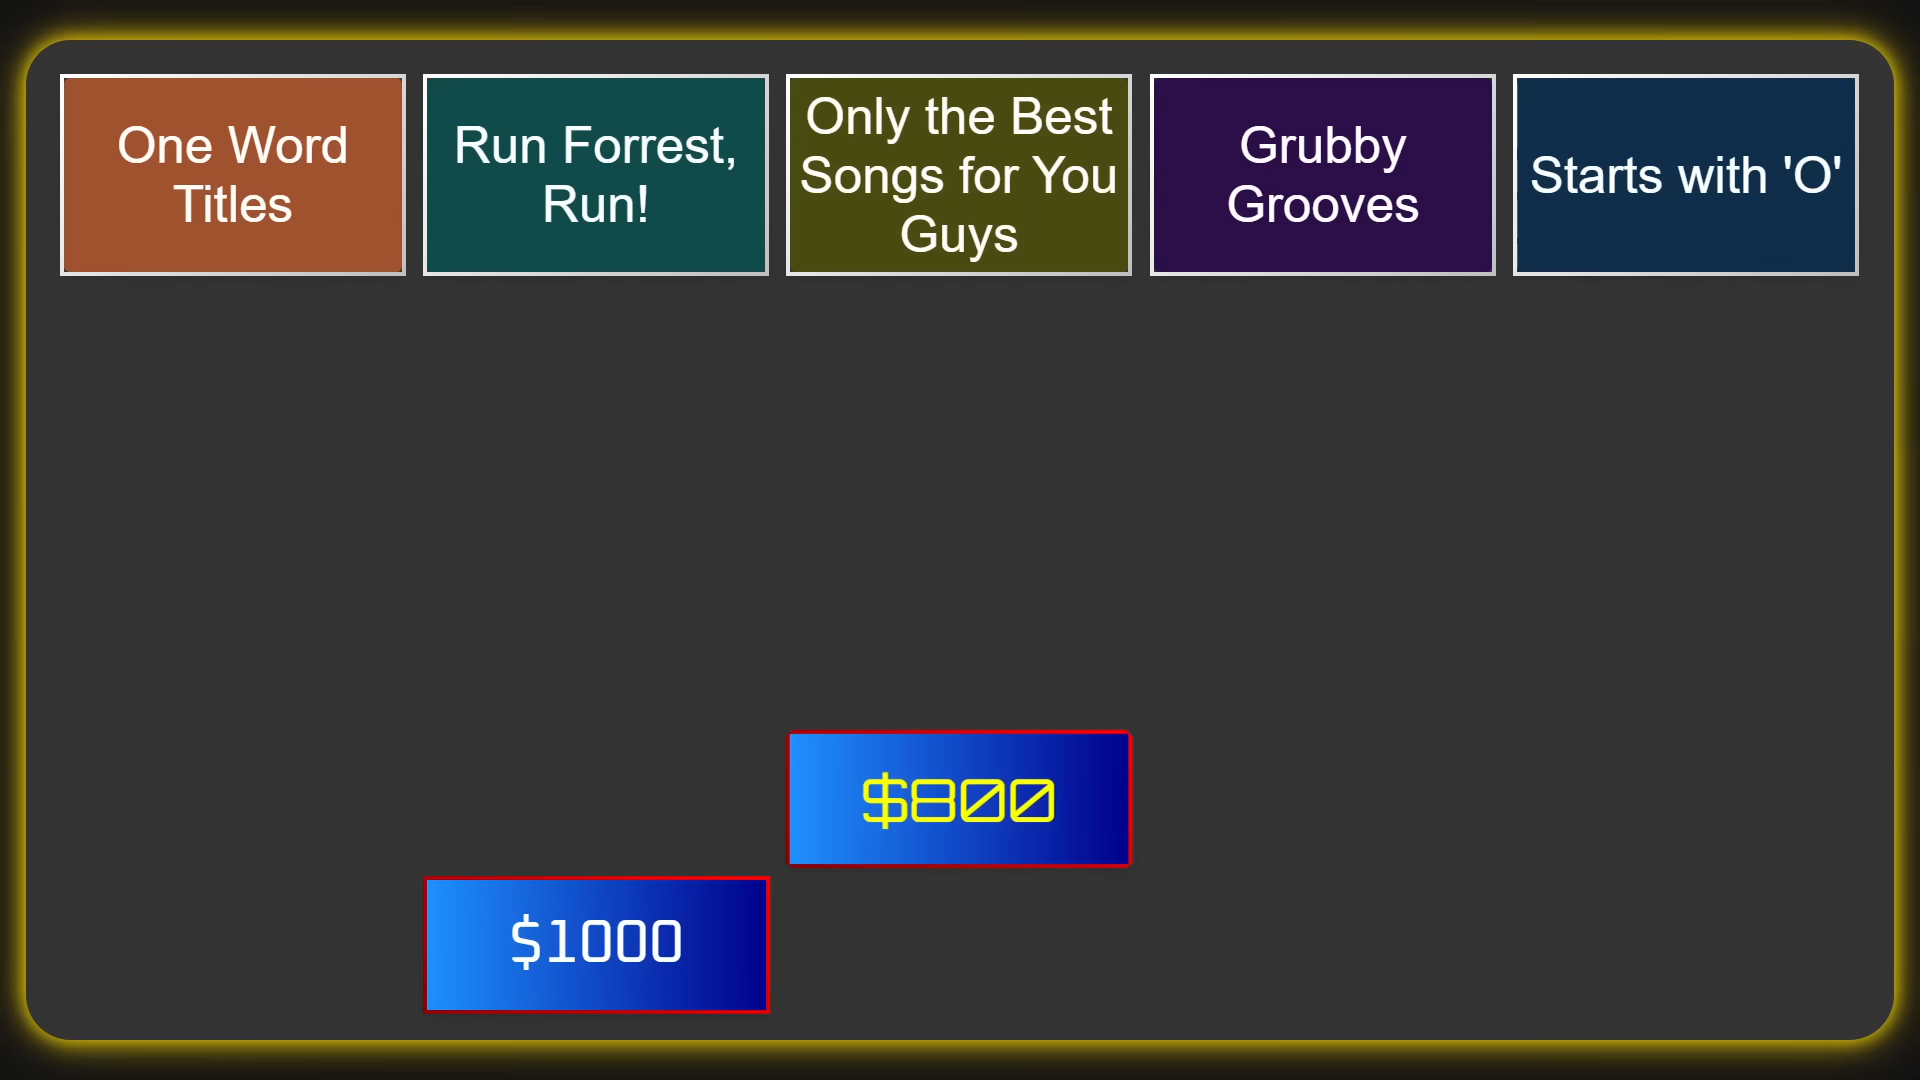 One Word
Titles
Run Forrest,
Run!
Only the Best
Songs for You
Guys
Grubby
Grooves
Starts with 'O'
$800
$1000